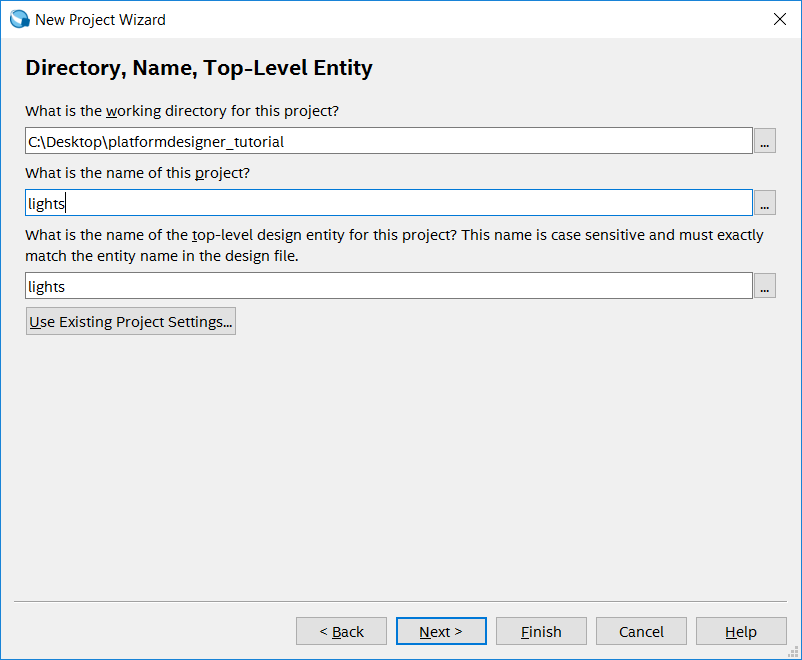 New Project Wizard
Directory, Name, Top-Level Entity
What is the working directory for this project?
C:\Desktop\platformdesigner_tutorial
...
What is the name of this project?
lights
...
What is the name of the top-level design entity for this project? This name is case sensitive and must exactly
match the entity name in the design file.
lights
...
Use Existing Project Settings...
< Back
Next >
Finish
Cancel
Help